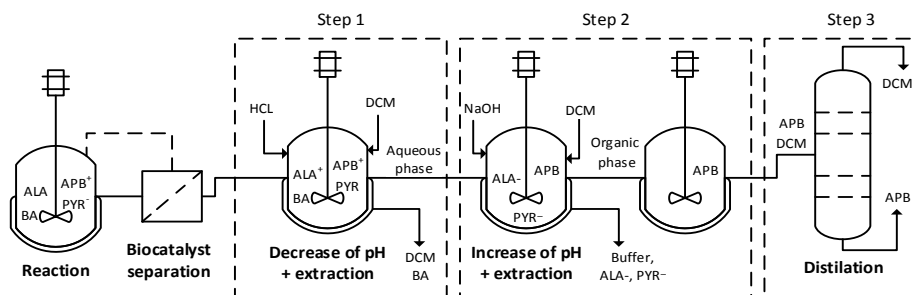 Step 1
Step 2
Step 3
HCL
DCM
NaOH
DCM
DCM
APB
DCM
Aqueous
phase
Organic
phase
ALA
BA
APB+
PYR-
ALA+
BA
APB+
PYR
ALA-
APB
PYR–
APB
APB
Reaction
Biocatalyst
separation
Decrease of pH
+ extraction
DCM
BA
Increase of pH
+ extraction
Buffer,
ALA-, PYR–
Distilation